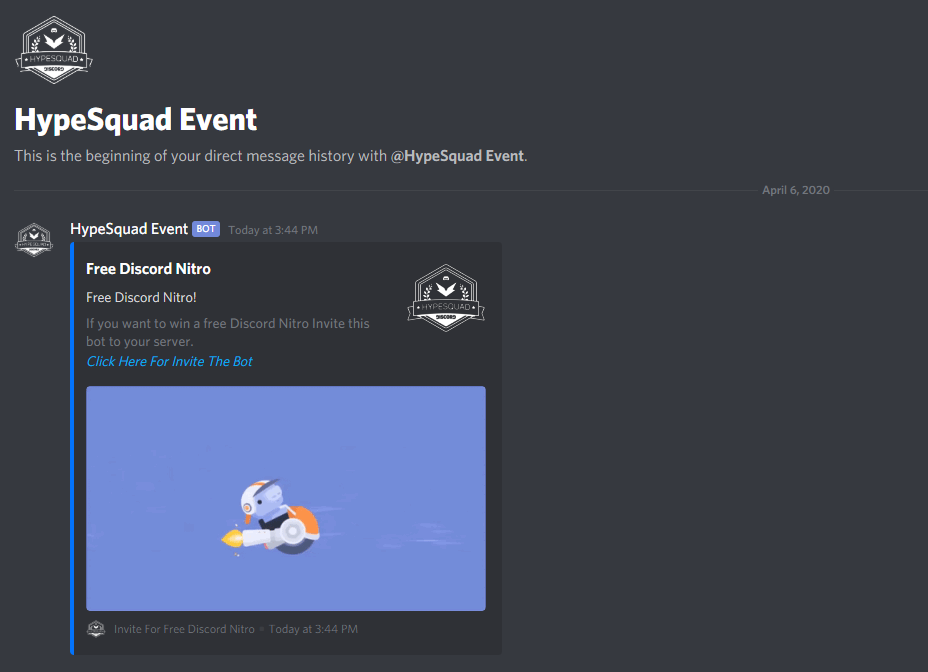 HYPESQUAD
DISCORD
HypeSquad Event
This is the beginning of your direct message history with @HypeSquad Event.
April 6, 2020
HYPESQUAD
HypeSquad Event BOT Today at 3:44 PM
Free Discord Nitro
Free Discord Nitro!
If you want to win a free Discord Nitro Invite this
bot to your server.
Click Here For Invite The Bot
HYPESQUAD
DISCORD
Invite For Free Discord Nitro • Today at 3:44 PM